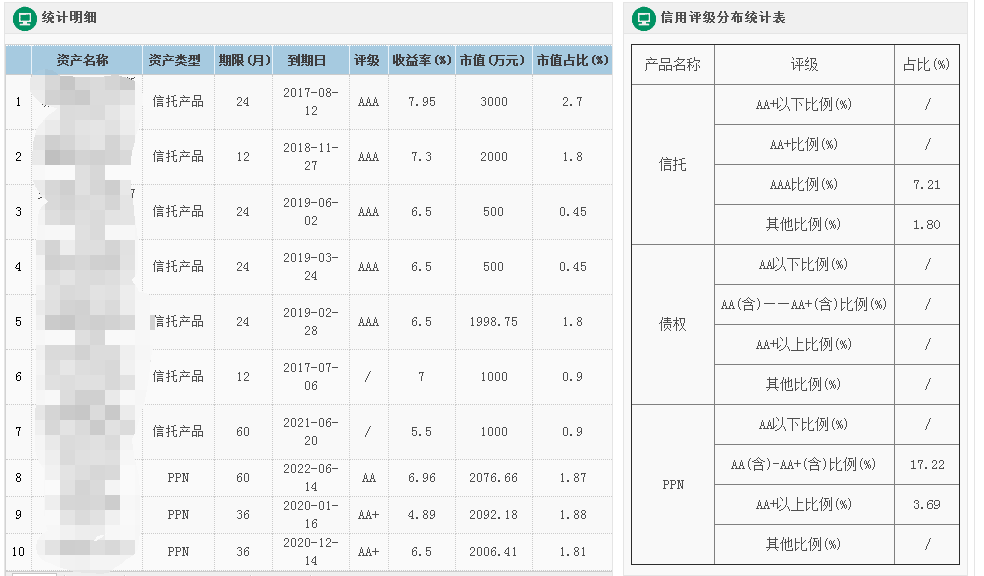 统计明细
资产名称 资产类型 期限(月) 到期日 评级 收益率(%) 市值(万元) 市值占比(%)
1 信托产品 24 2017-08-12 AAA 7.95 3000 2.7
2 信托产品 12 2018-11-27 AAA 7.3 2000 1.8
3 信托产品 24 2019-06-02 AAA 6.5 500 0.45
4 信托产品 24 2019-03-24 AAA 6.5 500 0.45
5 信托产品 24 2019-02-28 AAA 6.5 1998.75 1.8
6 信托产品 12 2017-07-06 / 7 1000 0.9
7 信托产品 60 2021-06-20 / 5.5 1000 0.9
8 PPN 60 2022-06-14 AA 6.96 2076.66 1.87
9 PPN 36 2020-01-16 AA+ 4.89 2092.18 1.88
10 PPN 36 2020-12-14 AA+ 6.5 2006.41 1.81
信用评级分布统计表
产品名称 评级 占比(%)
信托
AA+以下比例(%) /
AA+比例(%) /
AAA比例(%) 7.21
其他比例(%) 1.80
债权
AA以下比例(%) /
AA(含)——AA+(含)比例(%) /
AA+以上比例(%) /
其他比例(%) /
PPN
AA以下比例(%) /
AA(含)-AA+(含)比例(%) 17.22
AA+以上比例(%) 3.69
其他比例(%) /